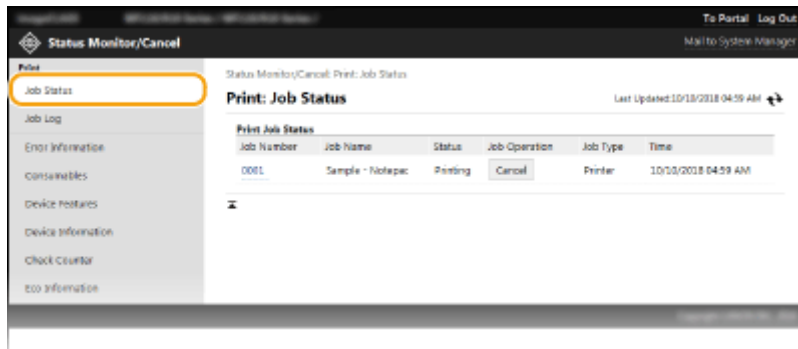 To Portal Log Out
Status Monitor/Cancel
Mail to System Manager
Print
Job Status
Job Log
Error Information
Consumables
Device Features
Device Information
Check Counter
Eco Information
Status Monitor/Cancel: Print: Job Status
Print: Job Status
Last Updated:10/10/2018 04:59 AM
Print Job Status
Job Number Job Name Status Job Operation Job Type Time
0001 Sample - Notepac Printing Cancel Printer 10/10/2018 04:59 AM